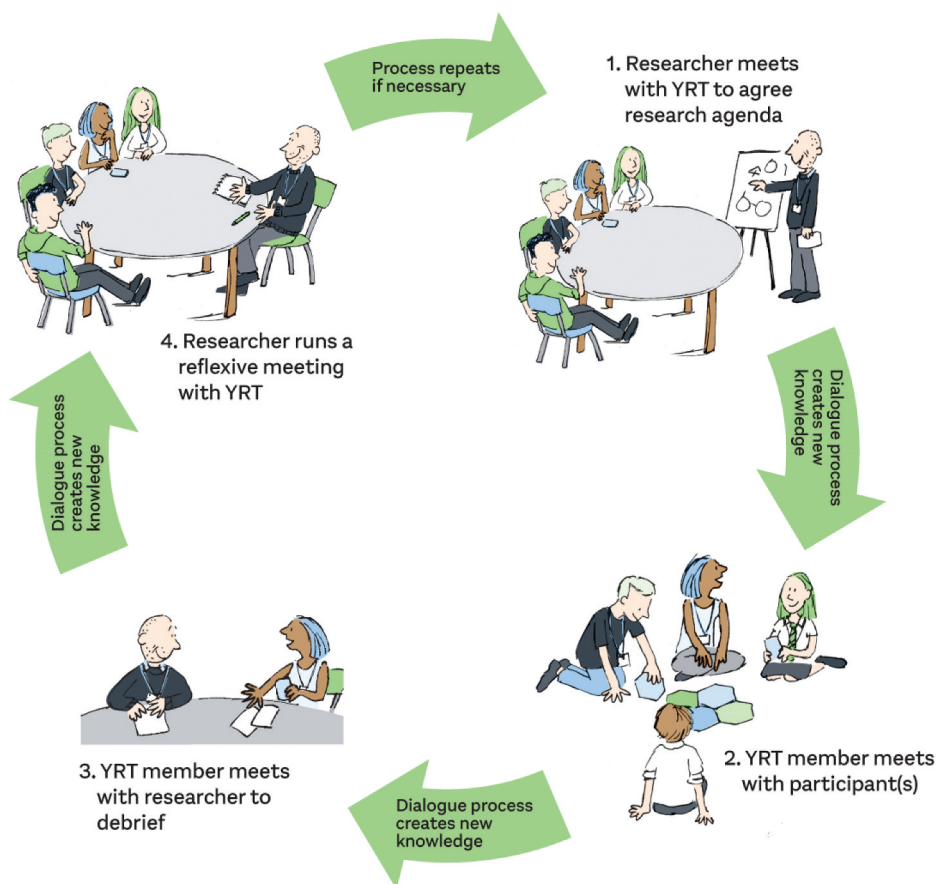 Process repeats
if necessary
1. Researcher meets
with YRT to agree
research agenda
Dialogue process
creates new
knowledge
2. YRT member meets
with participant(s)
Dialogue process
creates new
knowledge
3. YRT member meets
with researcher to
debrief
Dialogue process
creates new
knowledge
4. Researcher runs a
reflexive meeting
with YRT